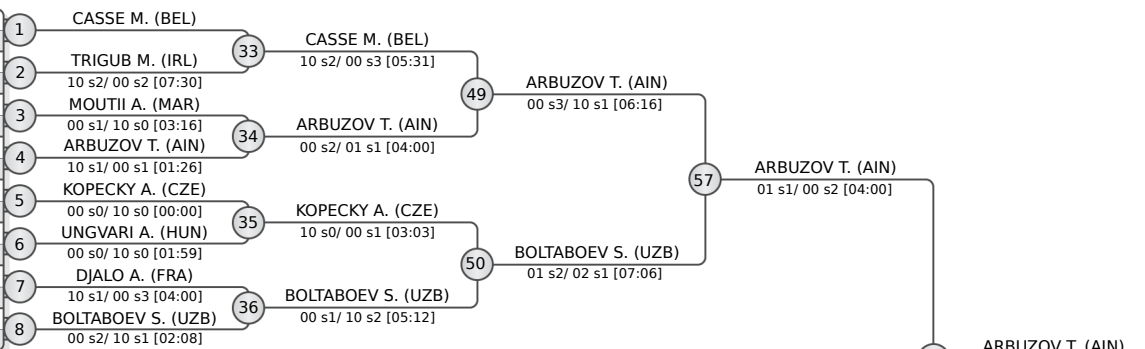 1
CASSE M. (BEL)
2
TRIGUB M. (IRL)
10 s2/ 00 s2 [07:30]
3
MOUTII A. (MAR)
00 s1/ 10 s0 [03:16]
4
ARBUZOV T. (AIN)
10 s1/ 00 s1 [01:26]
5
KOPECKY A. (CZE)
00 s0/ 10 s0 [00:00]
6
UNGVARI A. (HUN)
00 s0/ 10 s0 [01:59]
7
DJALO A. (FRA)
10 s1/ 00 s3 [04:00]
8
BOLTABOEV S. (UZB)
00 s2/ 10 s1 [02:08]
33
CASSE M. (BEL)
10 s2/ 00 s3 [05:31]
34
ARBUZOV T. (AIN)
00 s2/ 01 s1 [04:00]
35
KOPECKY A. (CZE)
10 s0/ 00 s1 [03:03]
36
BOLTABOEV S. (UZB)
00 s1/ 10 s2 [05:12]
49
ARBUZOV T. (AIN)
00 s3/ 10 s1 [06:16]
50
BOLTABOEV S. (UZB)
01 s2/ 02 s1 [07:06]
57
ARBUZOV T. (AIN)
01 s1/ 00 s2 [04:00]
ARBUZOV T. (AIN)